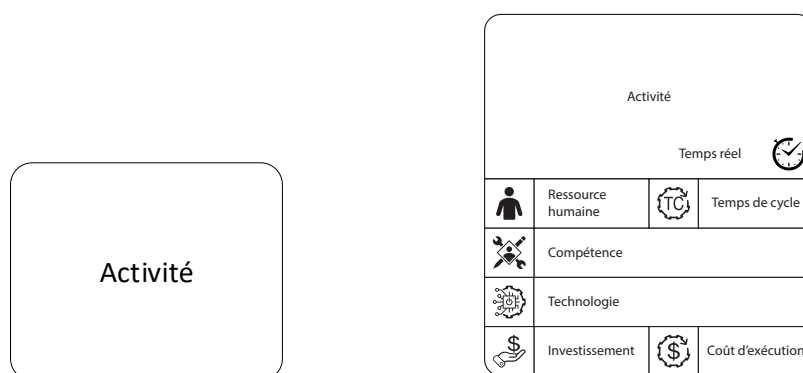 Activité
Activité
Temps réel
Ressource
humaine
TC
Temps de cycle
Compétence
Technologie
$
Investissement
$
Coût d'exécution